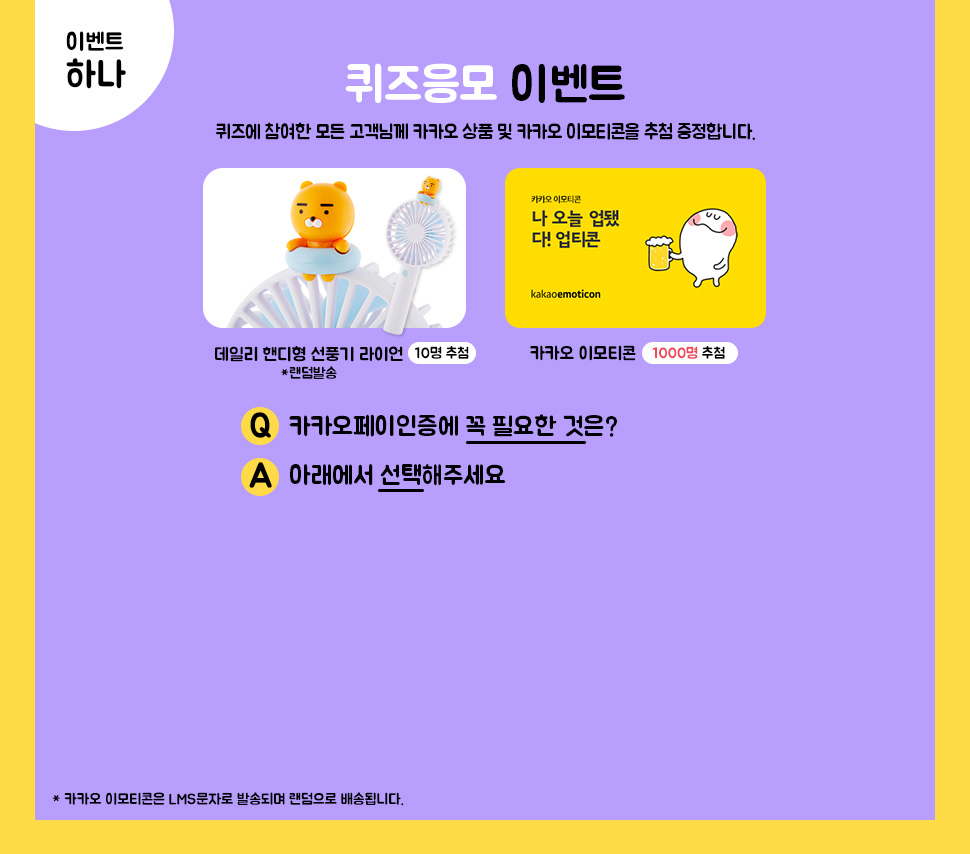 이벤트
하나
퀴즈응모 이벤트
퀴즈에 참여한 모든 고객님께 카카오 상품 및 카카오 이모티콘을 추첨 증정합니다.
카카오 이모티콘
나 오늘 업됐
다! 업티콘
kakaoemoticon
데일리 핸디형 선풍기 라이언 10명 추첨
*랜덤발송
카카오 이모티콘 1000명 추첨
Q 카카오페이인증에 꼭 필요한 것은?
A 아래에서 선택해주세요
* 카카오 이모티콘은 LMS문자로 발송되며 랜덤으로 배송됩니다.